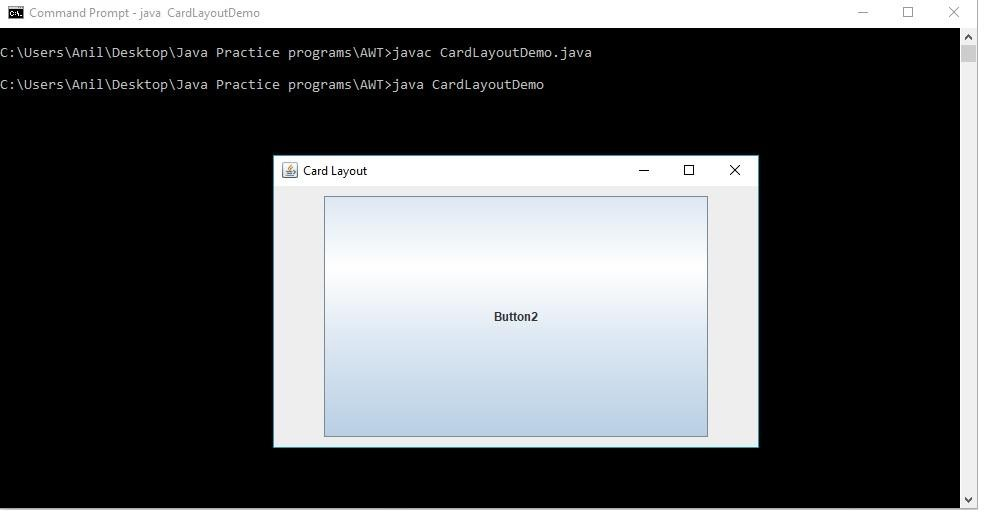 Command Prompt - java  CardLayoutDemo
C:\Users\Anil\Desktop\Java Practice programs\AWT>javac CardLayoutDemo.java
C:\Users\Anil\Desktop\Java Practice programs\AWT>java CardLayoutDemo
Card Layout
Button2